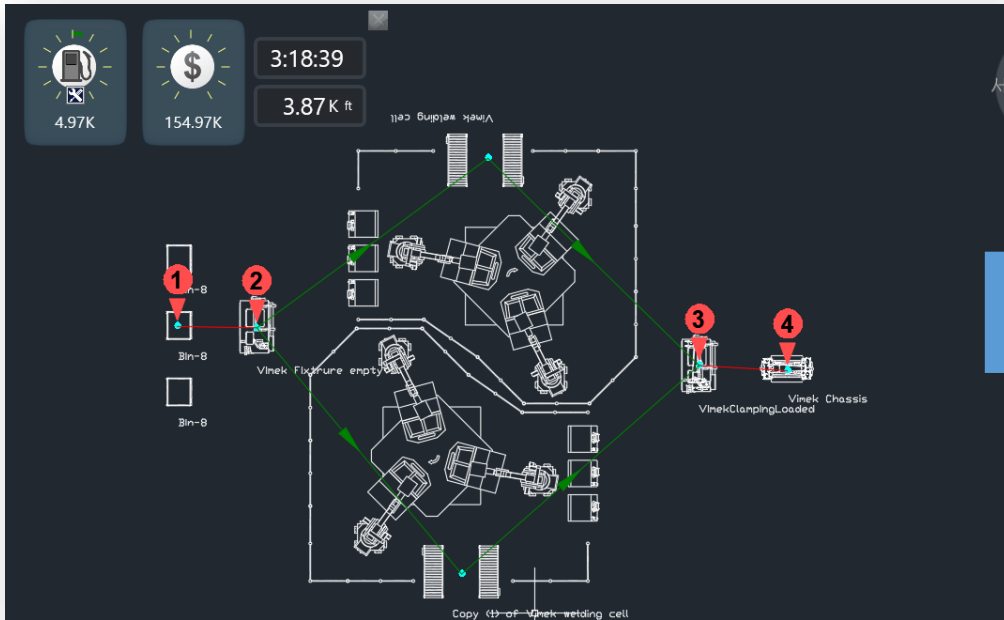 3:18:39
3.87 K ft
$
4.97K
154.97K
Vimek welding cell
1
2
Bin-8
Bin-8
Vimek Fixtrure empty
3
4
Vimek Chassis
VimekClampingLoaded
Bin-8
Copy (1) of Vimek welding cell